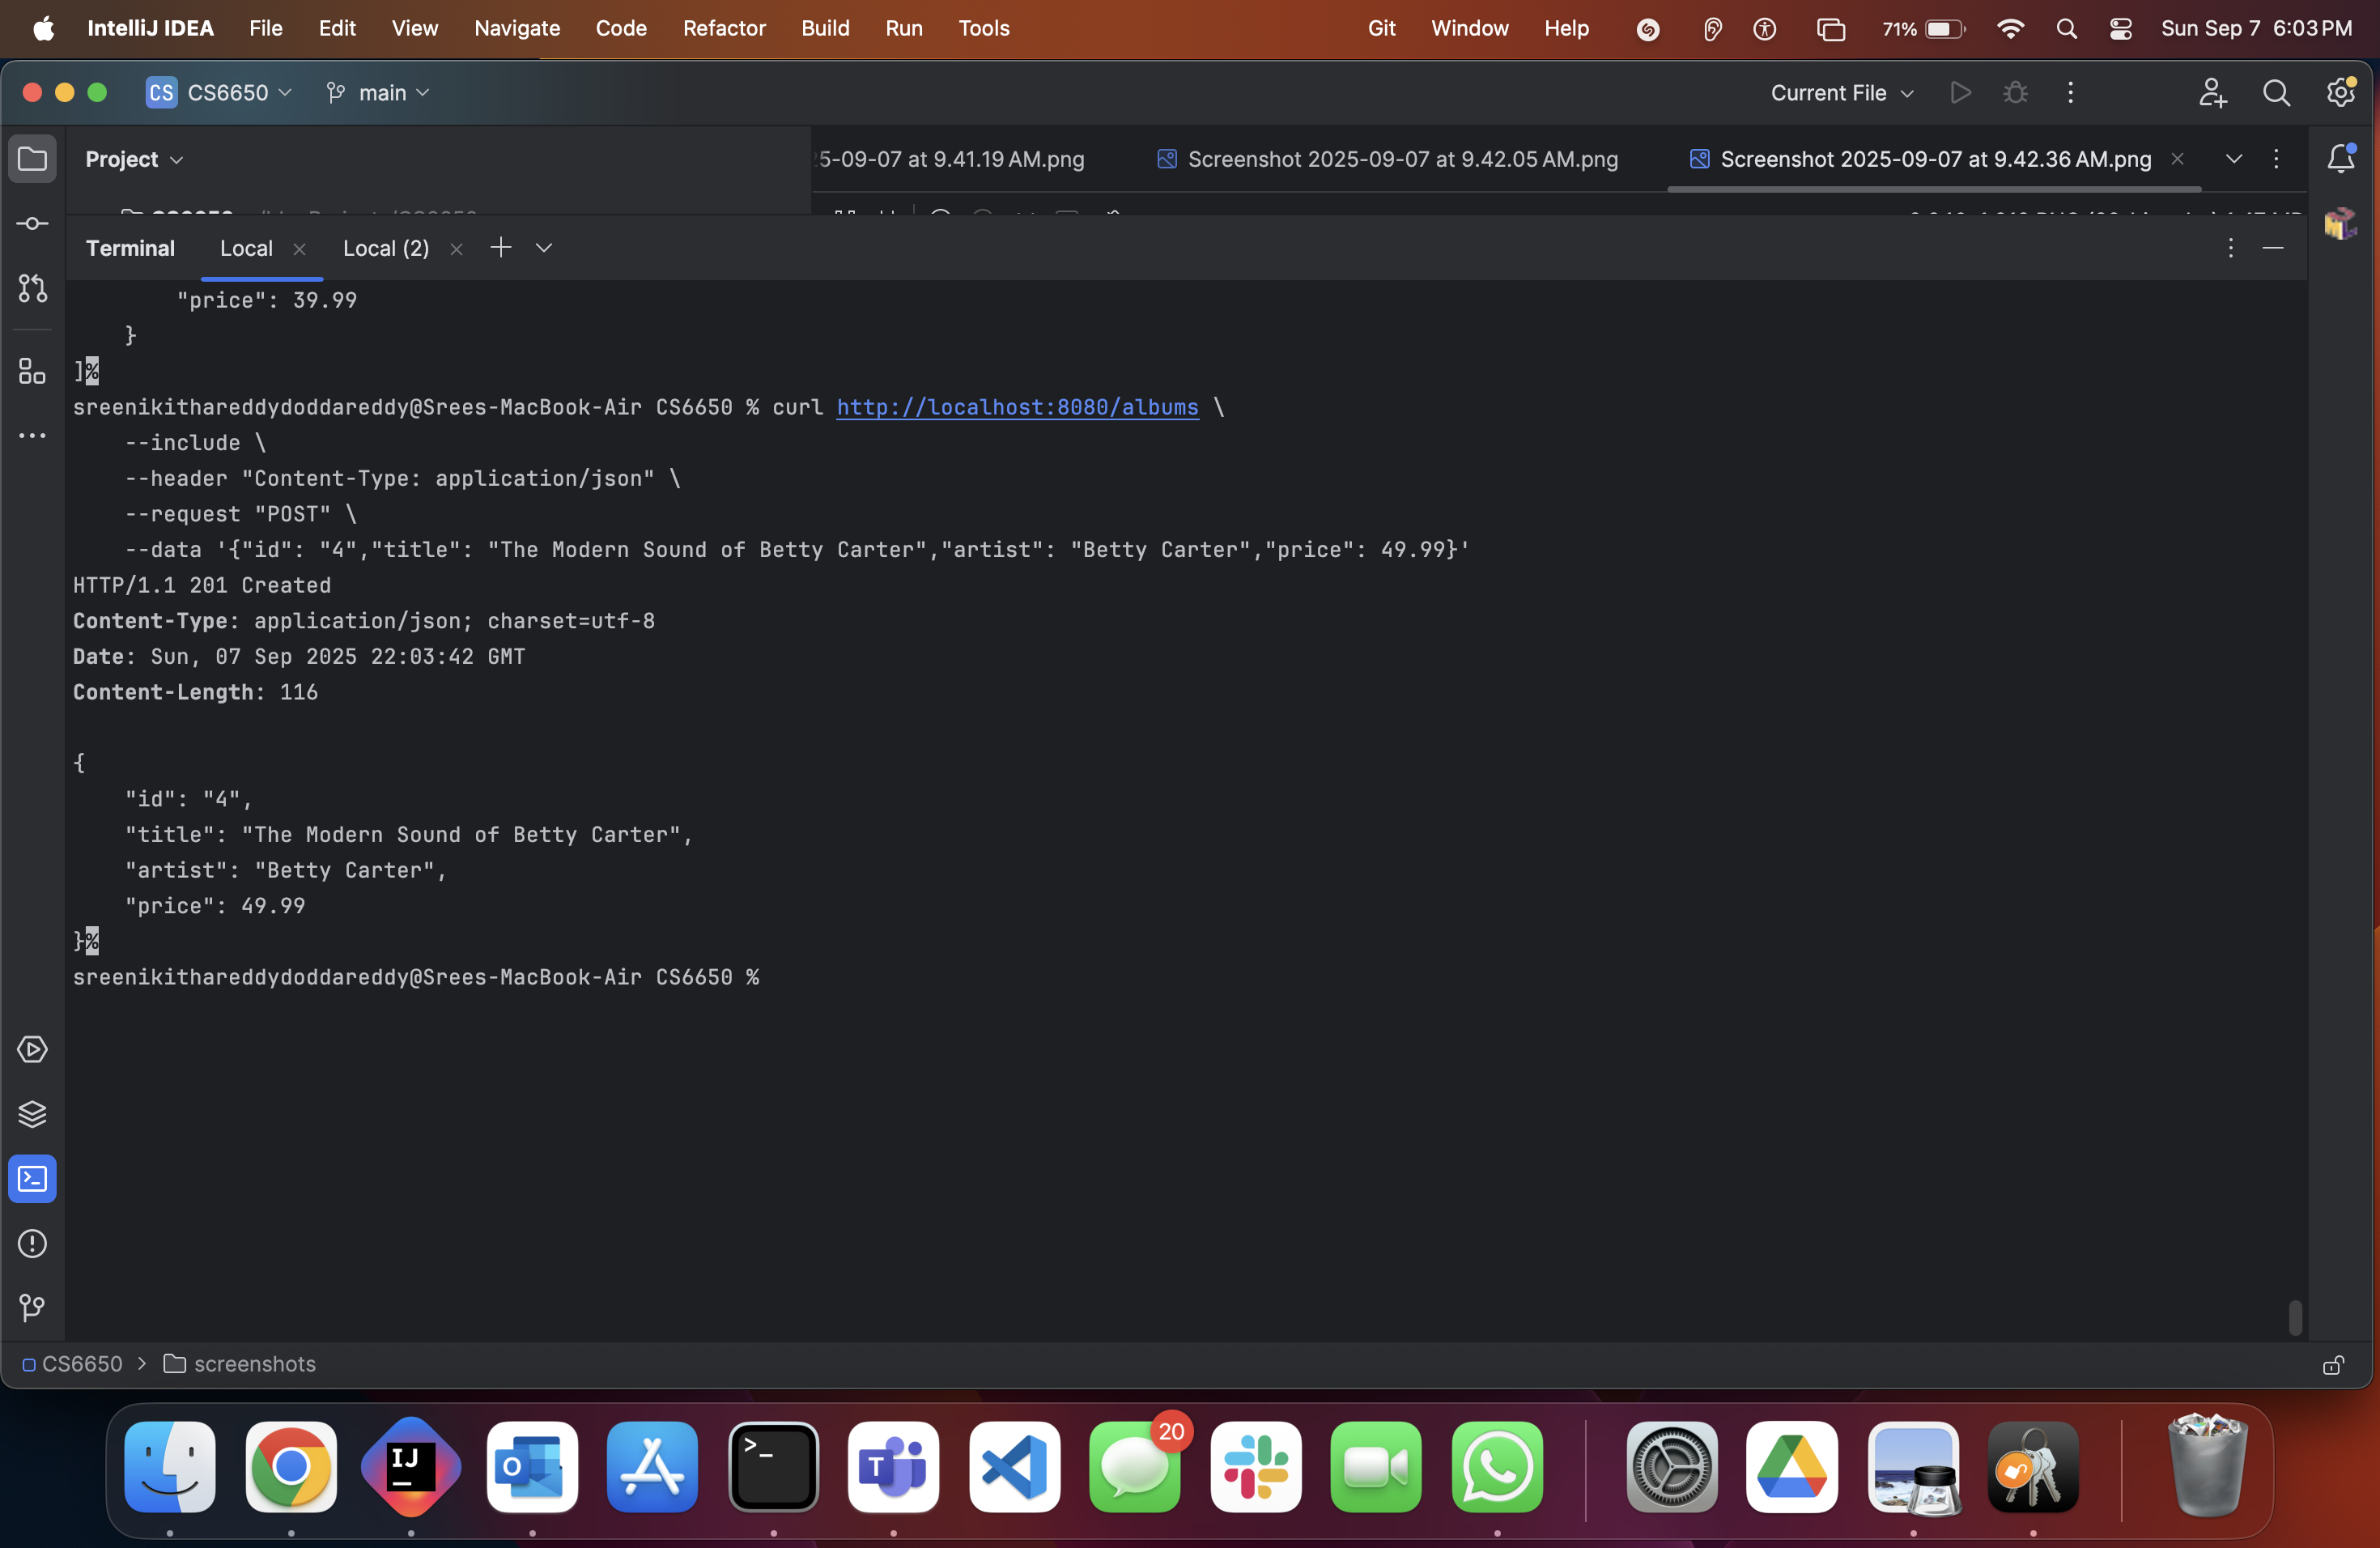 IntelliJ IDEA File Edit View Navigate Code Refactor Build Run Tools Git Window Help 71% Sun Sep 7 6:03 PM
CS CS6650 main Current File
Project 5-09-07 at 9.41.19 AM.png Screenshot 2025-09-07 at 9.42.05 AM.png Screenshot 2025-09-07 at 9.42.36 AM.png
Terminal Local Local (2)
"price": 39.99
}
]%
sreenikithareddydoddareddy@Srees-MacBook-Air CS6650 % curl http://localhost:8080/albums \
--include \
--header "Content-Type: application/json" \
--request "POST" \
--data '{"id": "4","title": "The Modern Sound of Betty Carter","artist": "Betty Carter","price": 49.99}'
HTTP/1.1 201 Created
Content-Type: application/json; charset=utf-8
Date: Sun, 07 Sep 2025 22:03:42 GMT
Content-Length: 116
{
"id": "4",
"title": "The Modern Sound of Betty Carter",
"artist": "Betty Carter",
"price": 49.99
}%
sreenikithareddydoddareddy@Srees-MacBook-Air CS6650 %
CS6650 > screenshots
IJ
O
>_
T
20